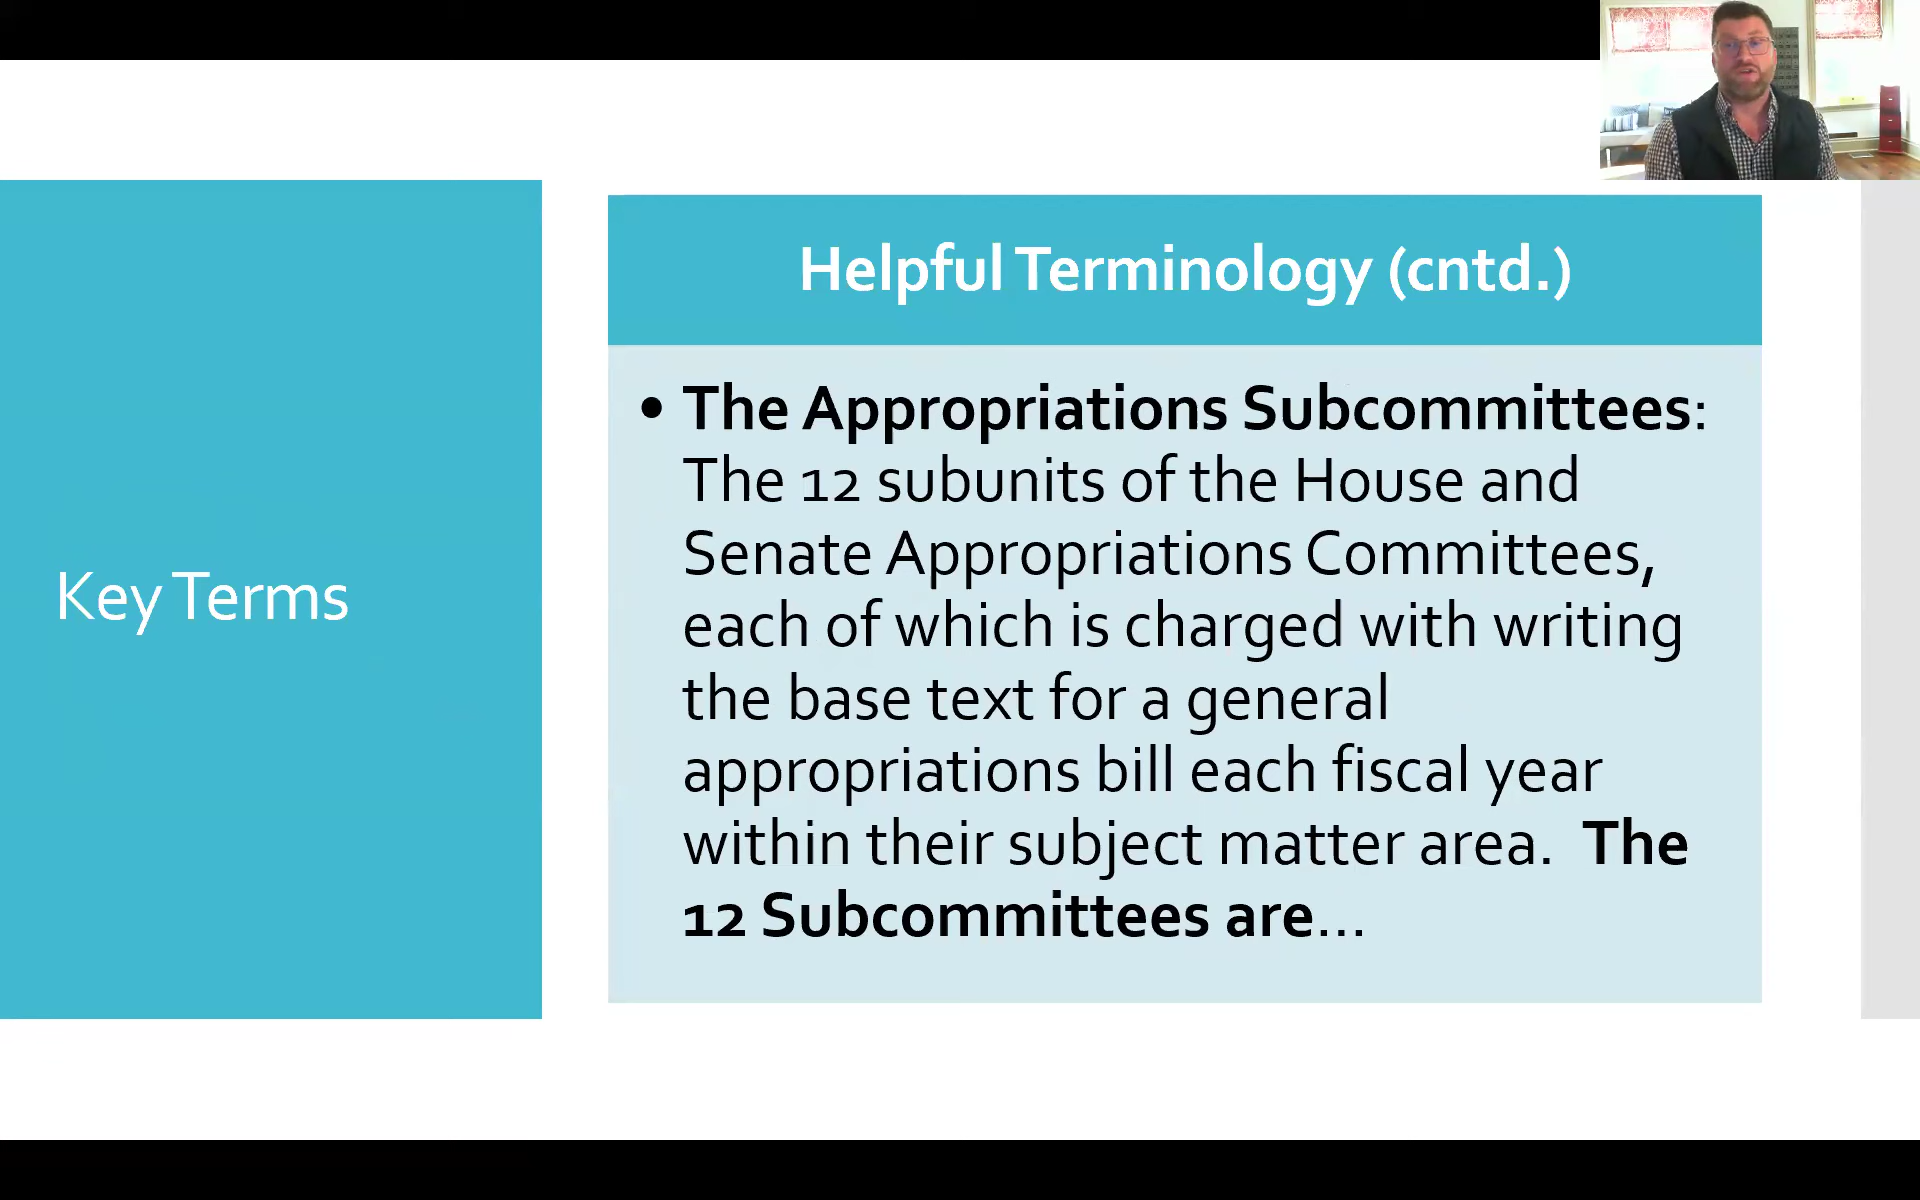 Key Terms
Helpful Terminology (cntd.)
• The Appropriations Subcommittees:
The 12 subunits of the House and
Senate Appropriations Committees,
each of which is charged with writing
the base text for a general
appropriations bill each fiscal year
within their subject matter area. The
12 Subcommittees are...